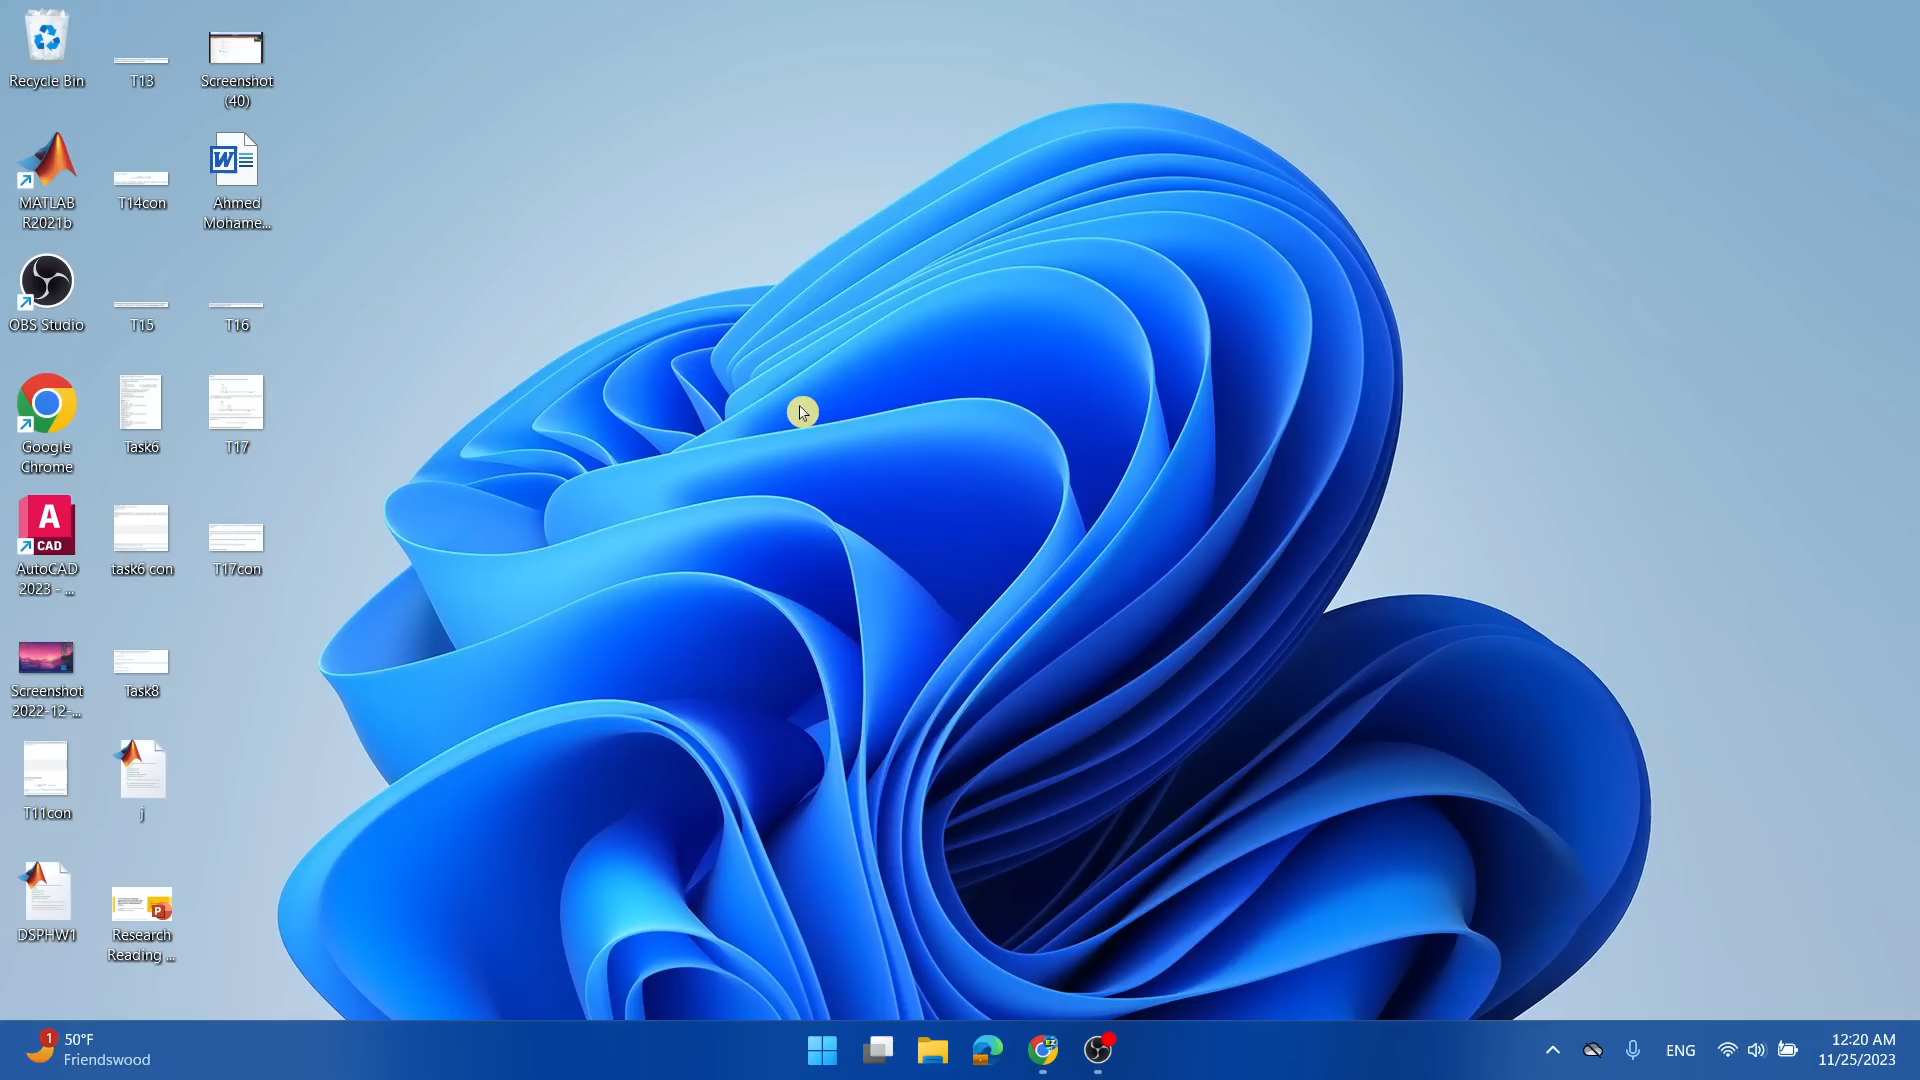 Recycle Bin
T13
Screenshot
(40)
MATLAB
R2021b
T14con
Ahmed
Mohame...
OBS Studio
T15
T16
Google
Chrome
Task6
T17
A
CAD
AutoCAD
2023 - ...
task6 con
T17con
Screenshot
2022-12-...
Task8
T11con
j
DSPHW1
Research
Reading ...
1
50°F
Friendswood
ENG
12:20 AM
11/25/2023